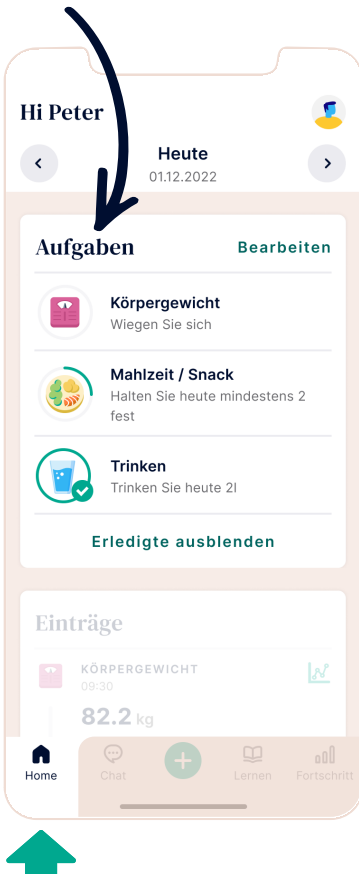 Hi Peter
Heute
01.12.2022
Aufgaben
Bearbeiten
Körpergewicht
Wiegen Sie sich
Mahlzeit / Snack
Halten Sie heute mindestens 2
fest
Trinken
Trinken Sie heute 2l
Erledigte ausblenden
Einträge
KÖRPERGEWICHT
09:30
82.2 kg
Home
Chat
Lernen
Fortschritt